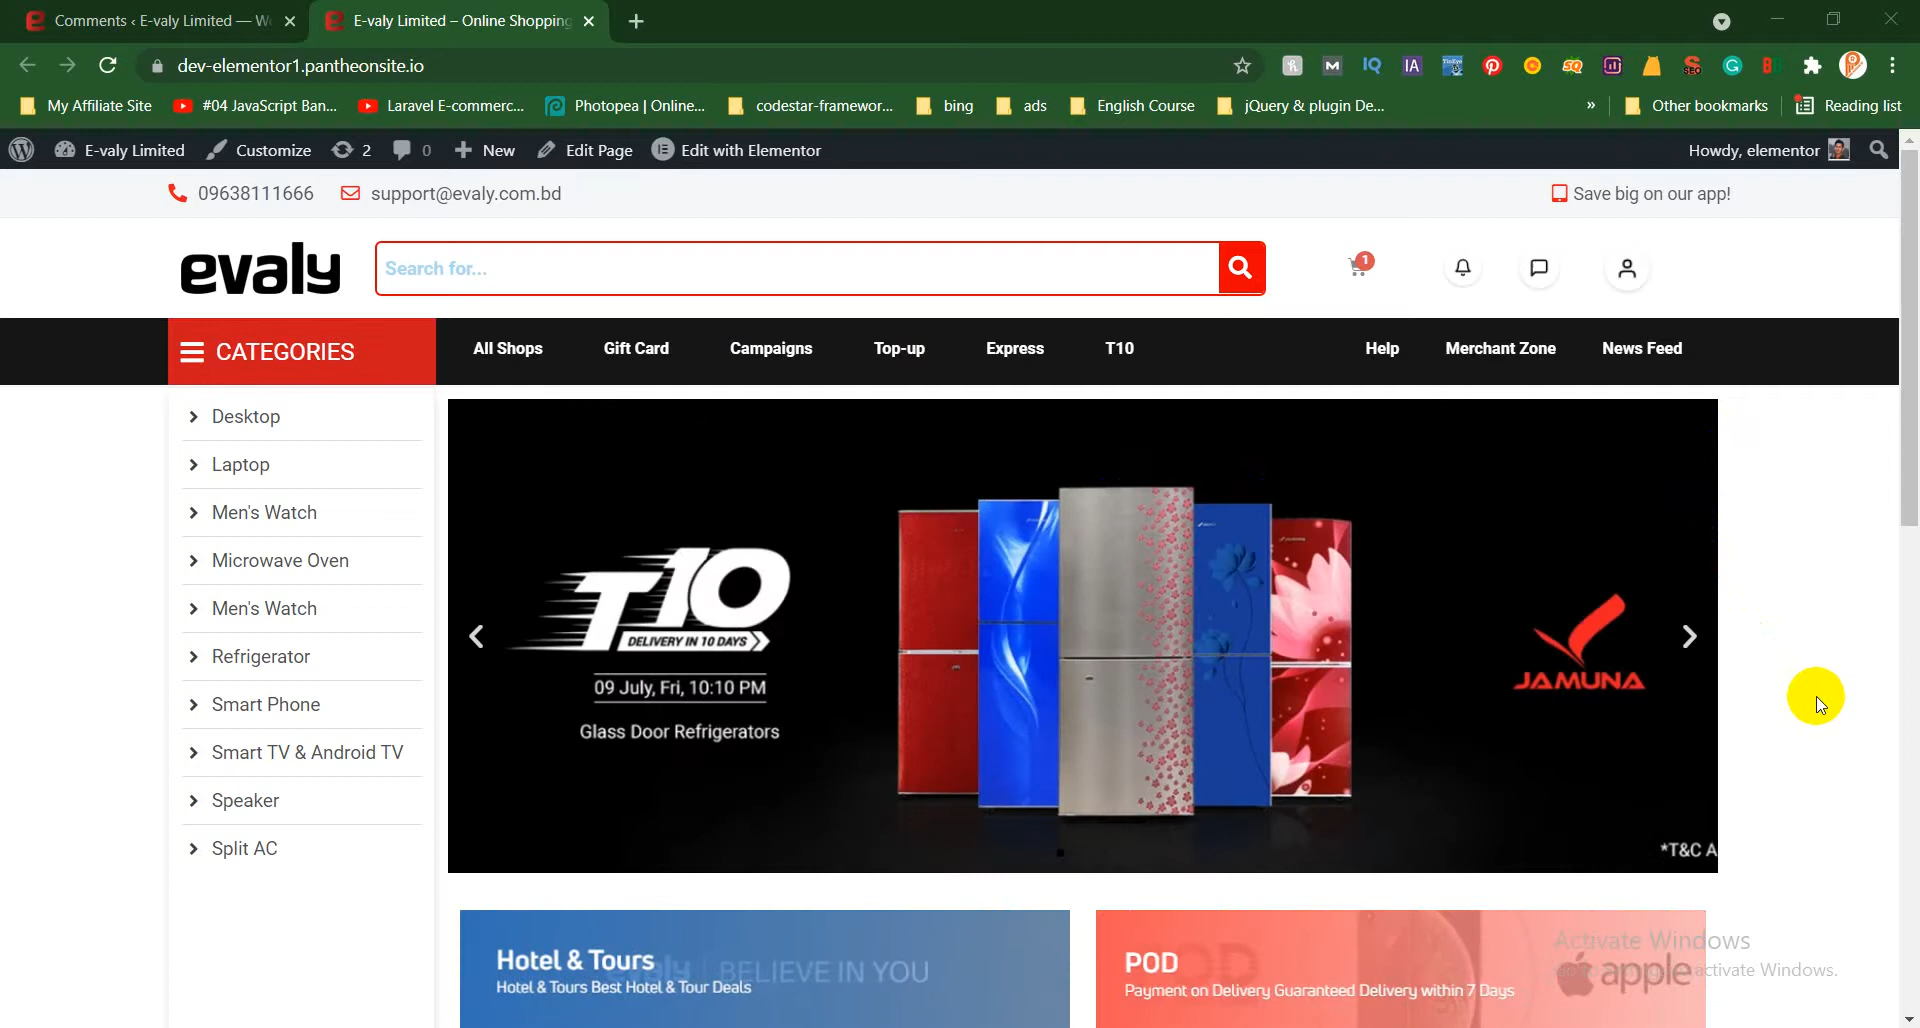 Comments ‹ E-valy Limited — W
E-valy Limited – Online Shopping
dev-elementor1.pantheonsite.io
My Affiliate Site
#04 JavaScript Ban...
Laravel E-commerc...
Photopea | Online...
codestar-framewor...
bing
ads
English Course
jQuery & plugin De...
»
Other bookmarks
Reading list
E-valy Limited
Customize
2
0
New
Edit Page
Edit with Elementor
Howdy, elementor
09638111666
support@evaly.com.bd
Save big on our app!
evaly
Search for...
1
CATEGORIES
All Shops
Gift Card
Campaigns
Top-up
Express
T10
Help
Merchant Zone
News Feed
Desktop
Laptop
Men's Watch
Microwave Oven
Men's Watch
Refrigerator
Smart Phone
Smart TV & Android TV
Speaker
Split AC
T10
DELIVERY IN 10 DAYS
09 July, Fri, 10:10 PM
Glass Door Refrigerators
JAMUNA
*T&C A
Hotel & Tours
BELIEVE IN YOU
Hotel & Tours Best Hotel & Tour Deals
POD
Payment on Delivery Guaranteed Delivery within 7 Days
apple
Activate Windows
activate Windows.